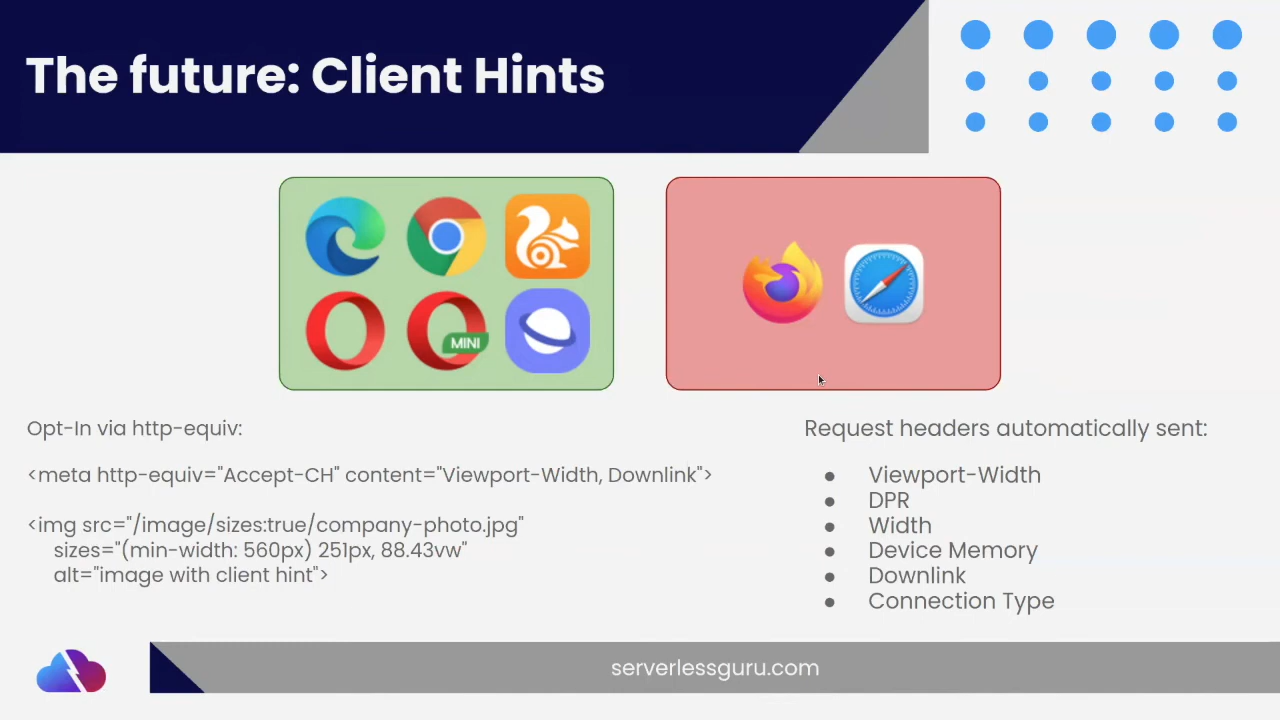 The future: Client Hints
MINI
Opt-In via http-equiv:
<meta http-equiv="Accept-CH" content="Viewport-Width, Downlink">
<img src="/image/sizes:true/company-photo.jpg"
sizes="(min-width: 560px) 251px, 88.43vw"
alt="image with client hint">
Request headers automatically sent:
● Viewport-Width
● DPR
● Width
● Device Memory
● Downlink
● Connection Type
serverlessguru.com